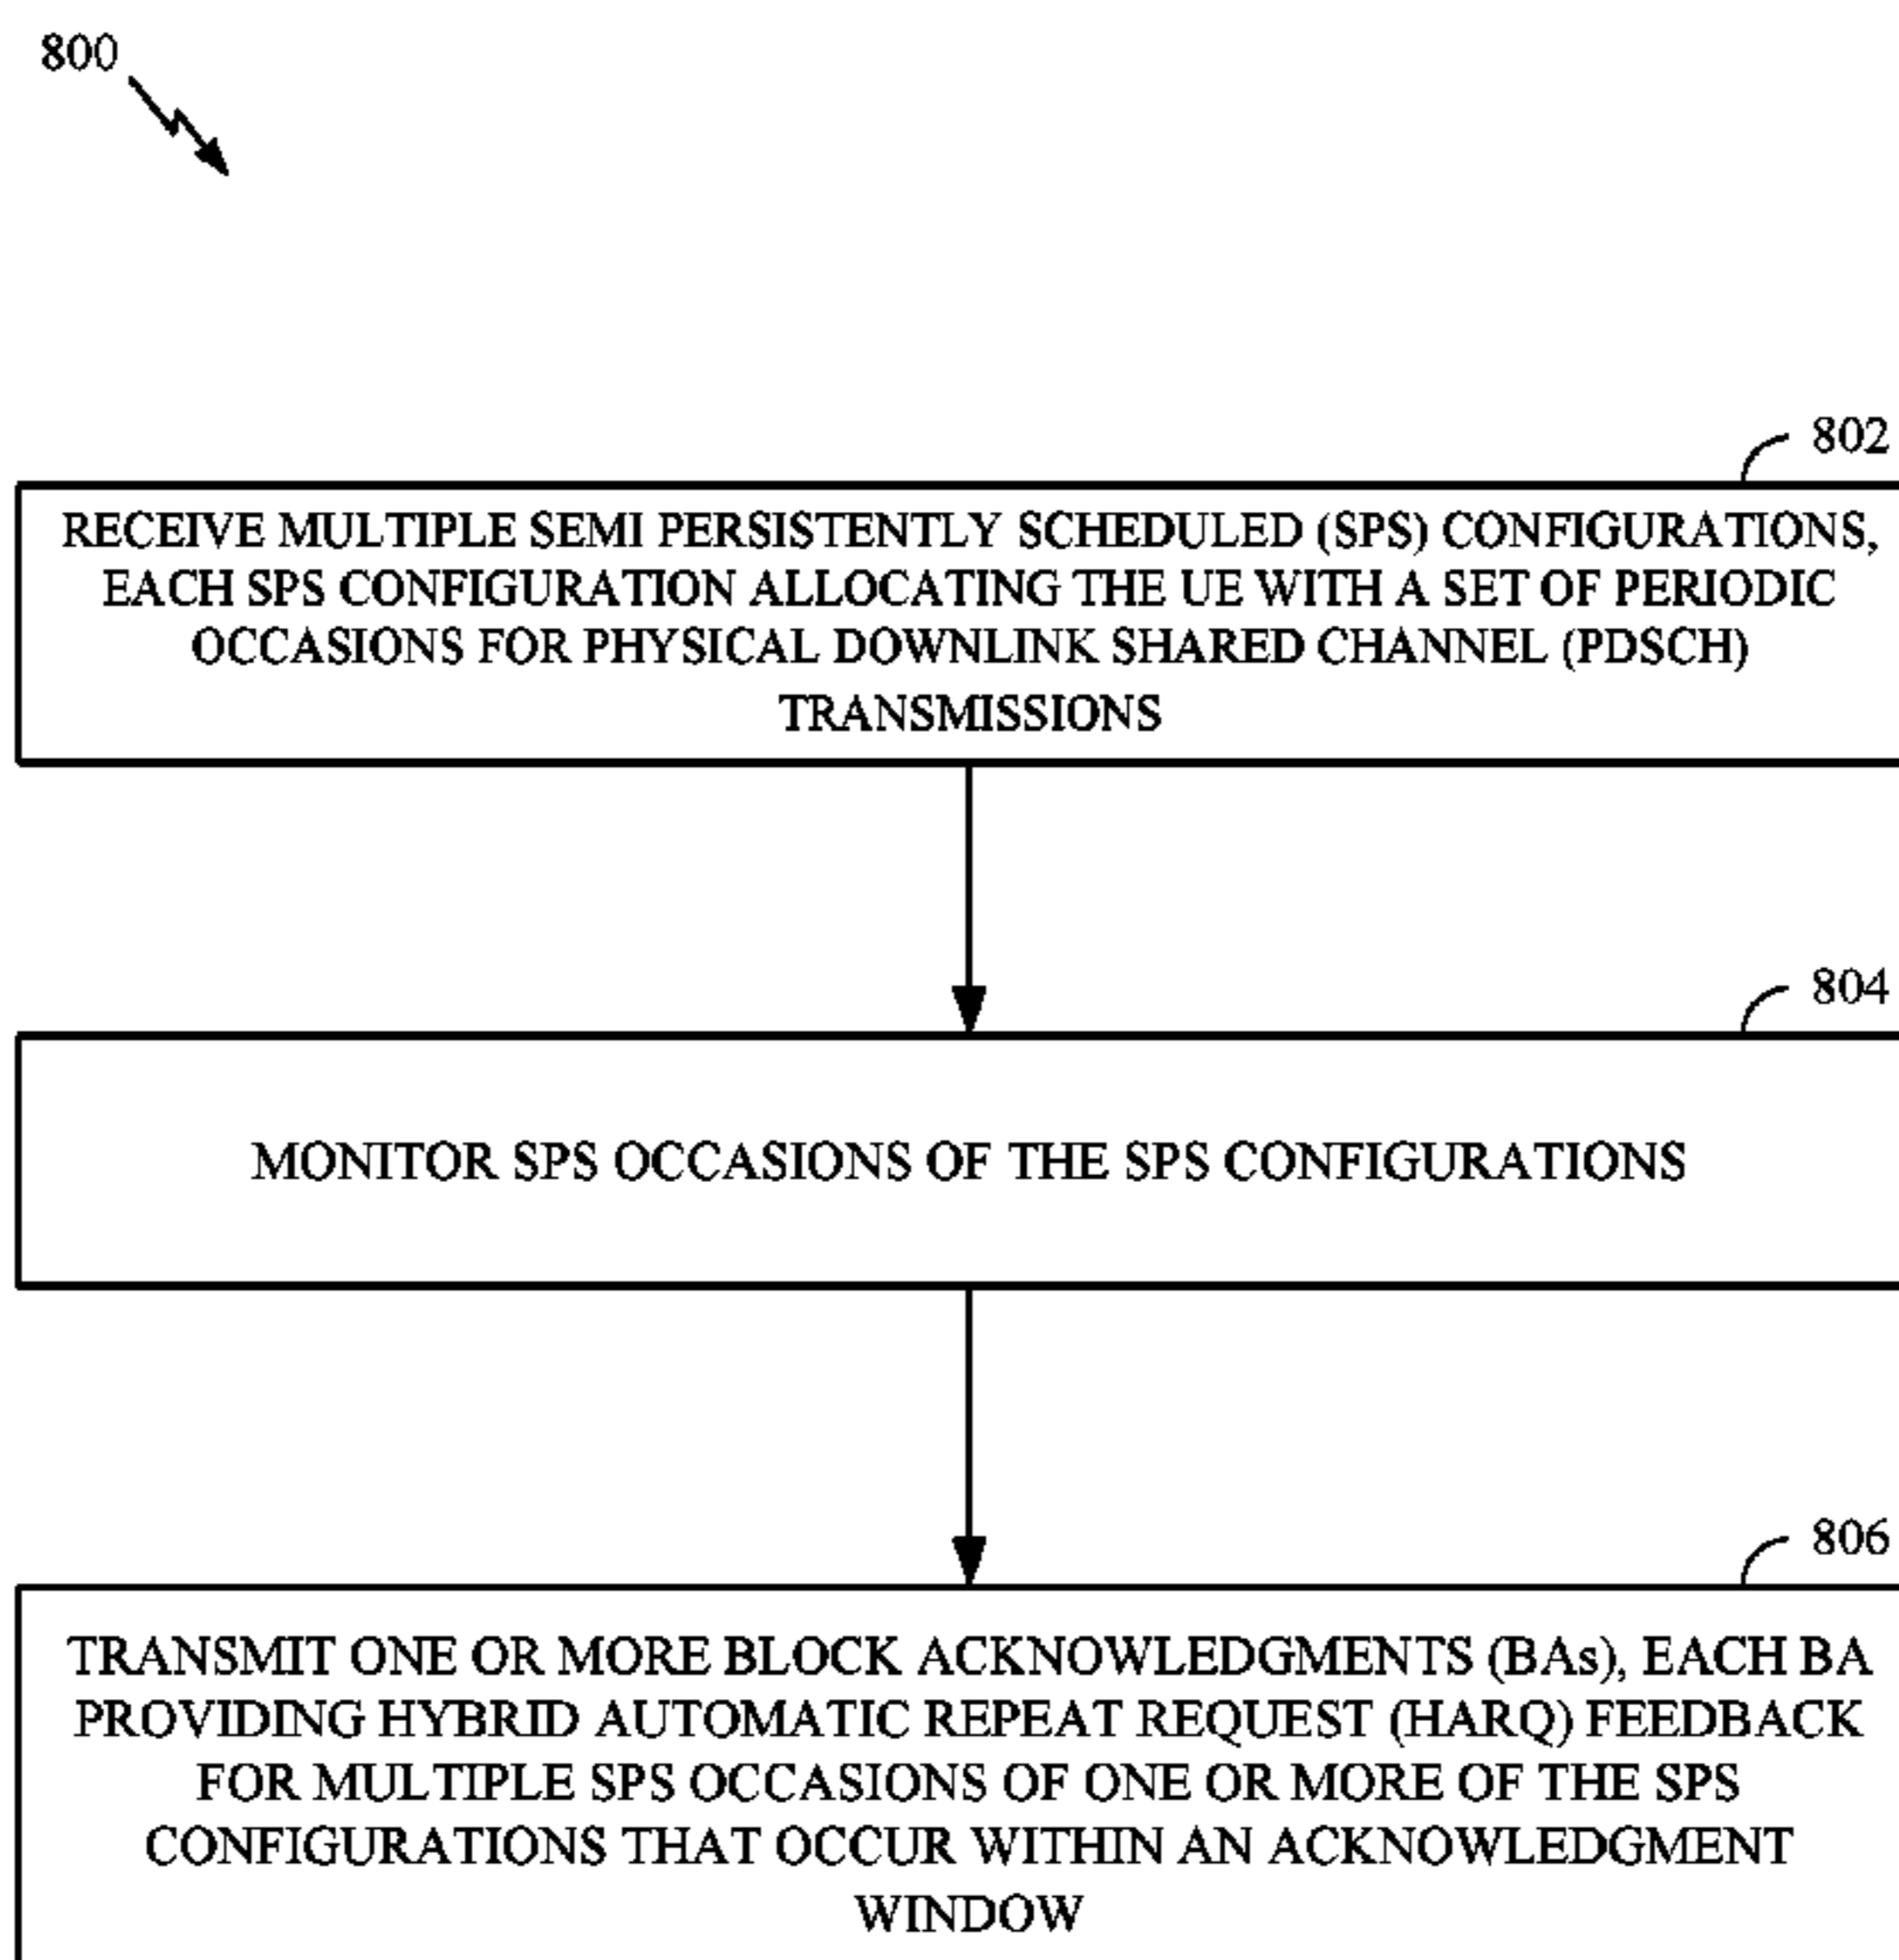 800
802
RECEIVE MULTIPLE SEMI PERSISTENTLY SCHEDULED (SPS) CONFIGURATIONS,
EACH SPS CONFIGURATION ALLOCATING THE UE WITH A SET OF PERIODIC
OCCASIONS FOR PHYSICAL DOWNLINK SHARED CHANNEL (PDSCH)
TRANSMISSIONS
804
MONITOR SPS OCCASIONS OF THE SPS CONFIGURATIONS
806
TRANSMIT ONE OR MORE BLOCK ACKNOWLEDGMENTS (BAs), EACH BA
PROVIDING HYBRID AUTOMATIC REPEAT REQUEST (HARQ) FEEDBACK
FOR MULTIPLE SPS OCCASIONS OF ONE OR MORE OF THE SPS
CONFIGURATIONS THAT OCCUR WITHIN AN ACKNOWLEDGMENT
WINDOW